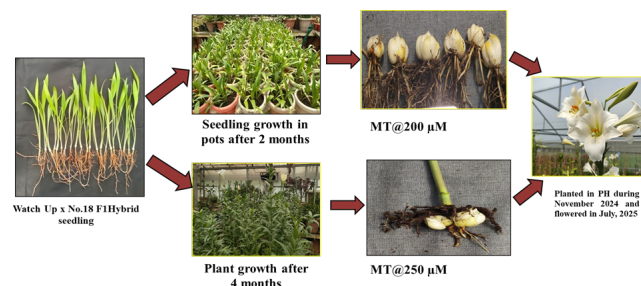 Seedling growth in
pots after 2 months
MT@200 µM
Watch Up x No.18 F1Hybrid
seedling
Planted in PH during
November 2024 and
flowered in July, 2025
Plant growth after
4 months
MT@250 µM